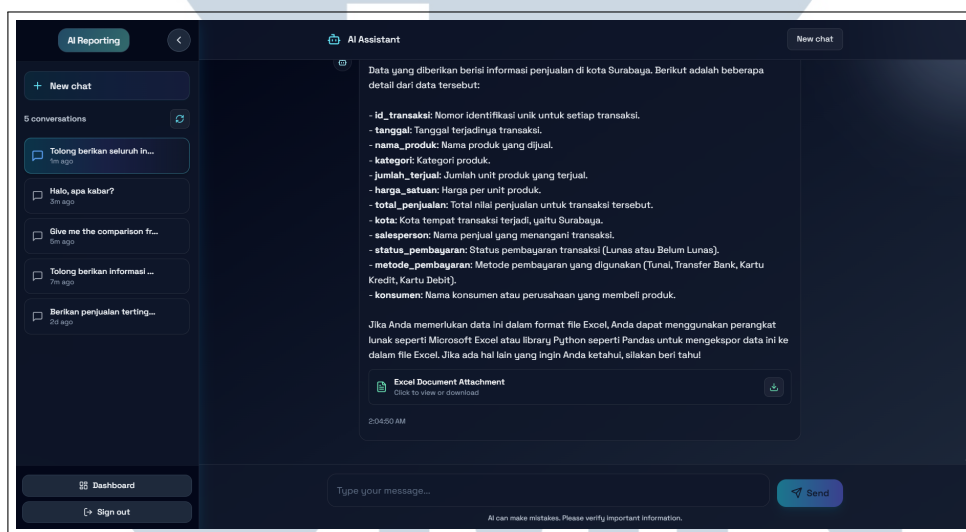 AI Reporting
New chat
5 conversations
Tolong berikan seluruh in...
1m ago
Halo, apa kabar?
3m ago
Give me the comparison fr...
5m ago
Tolong berikan informasi ...
7m ago
Berikan penjualan terting...
2d ago
Dashboard
Sign out
AI Assistant
New chat
Data yang diberikan berisi informasi penjualan di kota Surabaya. Berikut adalah beberapa
detail dari data tersebut:
- id_transaksi: Nomor identifikasi unik untuk setiap transaksi.
- tanggal: Tanggal terjadinya transaksi.
- nama_produk: Nama produk yang dijual.
- kategori: Kategori produk.
- jumlah_terjual: Jumlah unit produk yang terjual.
- harga_satuan: Harga per unit produk.
- total_penjualan: Total nilai penjualan untuk transaksi tersebut.
- kota: Kota tempat transaksi terjadi, yaitu Surabaya.
- salesperson: Nama penjual yang menangani transaksi.
- status_pembayaran: Status pembayaran transaksi (Lunas atau Belum Lunas).
- metode_pembayaran: Metode pembayaran yang digunakan (Tunai, Transfer Bank, Kartu
Kredit, Kartu Debit).
- konsumen: Nama konsumen atau perusahaan yang membeli produk.
Jika Anda memerlukan data ini dalam format file Excel, Anda dapat menggunakan perangkat
lunak seperti Microsoft Excel atau library Python seperti Pandas untuk mengekspor data ini ke
dalam file Excel. Jika ada hal lain yang ingin Anda ketahui, silakan beri tahu!
Excel Document Attachment
Click to view or download
2:04:50 AM
Type your message...
Send
AI can make mistakes. Please verify important information.